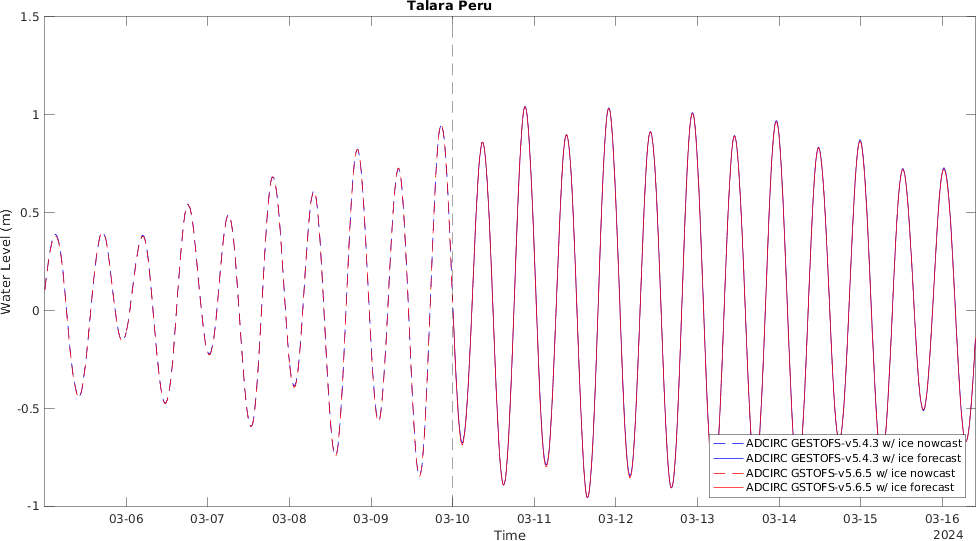 Talara Peru
1.5
1
0.5
0
-0.5
-1
Water Level (m)
03-06 03-07 03-08 03-09 03-10 03-11 03-12 03-13 03-14 03-15 03-16
Time
2024
ADCIRC GESTOFS-v5.4.3 w/ ice nowcast
ADCIRC GESTOFS-v5.4.3 w/ ice forecast
ADCIRC GSTOFS-v5.6.5 w/ ice nowcast
ADCIRC GSTOFS-v5.6.5 w/ ice forecast